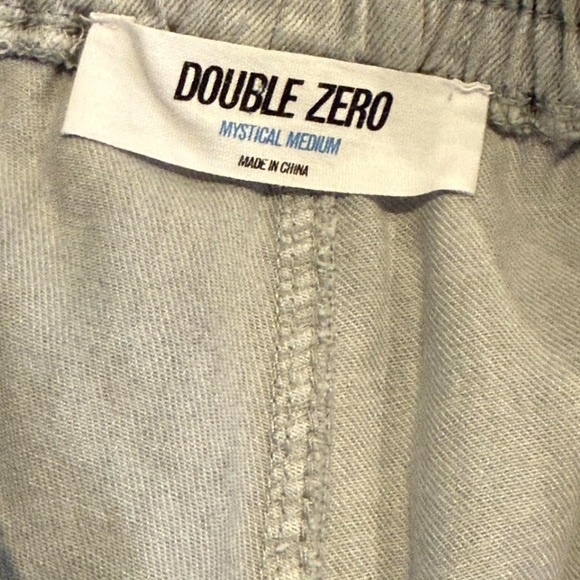 DOUBLE ZERO
MYSTICAL MEDIUM
MADE IN CHINA